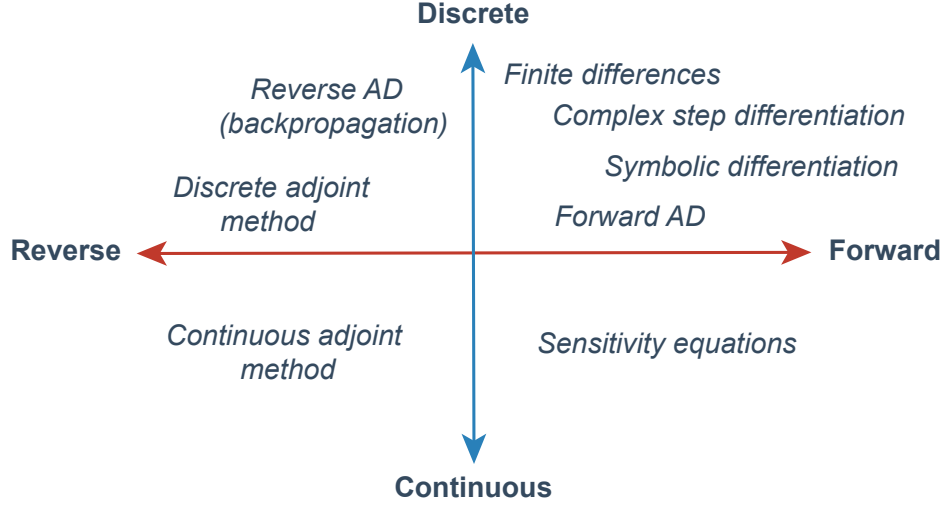 Discrete
Finite differences
Reverse AD
(backpropagation)
Complex step differentiation
Symbolic differentiation
Discrete adjoint
method
Forward AD
Reverse
Forward
Continuous adjoint
method
Sensitivity equations
Continuous